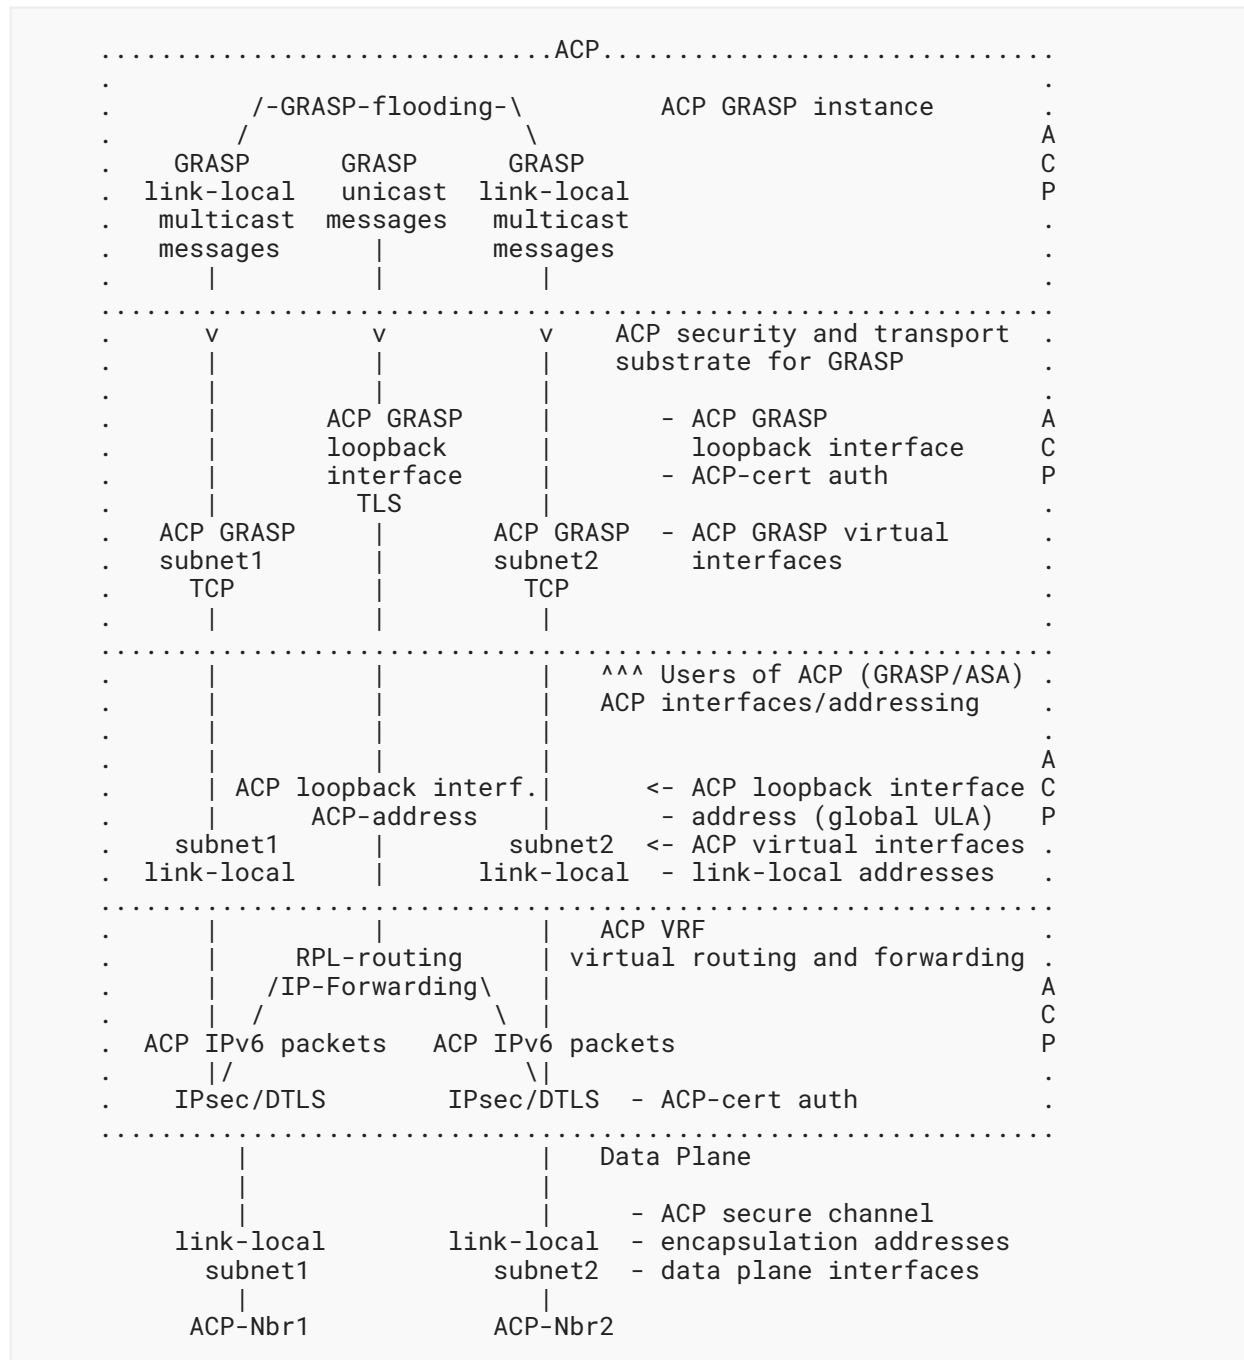 ..............................ACP..............................
.                                                              .
.         /-GRASP-flooding-\         ACP GRASP instance        .
.        /                  \                                  A
.    GRASP      GRASP      GRASP                               C
.  link-local   unicast  link-local                            P
.   multicast  messages   multicast                            .
.   messages      |       messages                             .
.      |          |          |                                 .
...............................................................
.      v          v          v    ACP security and transport   .
.      |          |          |    substrate for GRASP          .
.      |          |          |                                 .
.      |       ACP GRASP     |       - ACP GRASP               A
.      |       loopback      |         loopback interface      C
.      |       interface     |       - ACP-cert auth           P
.      |         TLS         |                                 .
.   ACP GRASP     |       ACP GRASP  - ACP GRASP virtual       .
.   subnet1       |       subnet2      interfaces              .
.     TCP         |         TCP                                .
.      |          |          |                                 .
...............................................................
.      |          |          |   ^^^ Users of ACP (GRASP/ASA)  .
.      |          |          |   ACP interfaces/addressing     .
.      |          |          |                                 .
.      |          |          |                                 A
.      | ACP loopback interf.|      <- ACP loopback interface  C
.      |      ACP-address    |       - address (global ULA)    P
.    subnet1      |        subnet2  <- ACP virtual interfaces  .
.  link-local     |      link-local  - link-local addresses    .
...............................................................
.      |          |          |   ACP VRF                       .
.      |     RPL-routing     | virtual routing and forwarding  .
.      |   /IP-Forwarding\   |                                 A
.      |  /               \  |                                 C
.  ACP IPv6 packets   ACP IPv6 packets                         P
.      |/                   \|                                 .
.    IPsec/DTLS        IPsec/DTLS  - ACP-cert auth             .
...............................................................
         |                   |   Data Plane
         |                   |
         |                   |     - ACP secure channel
     link-local        link-local  - encapsulation addresses
       subnet1            subnet2  - data plane interfaces
         |                   |
      ACP-Nbr1            ACP-Nbr2